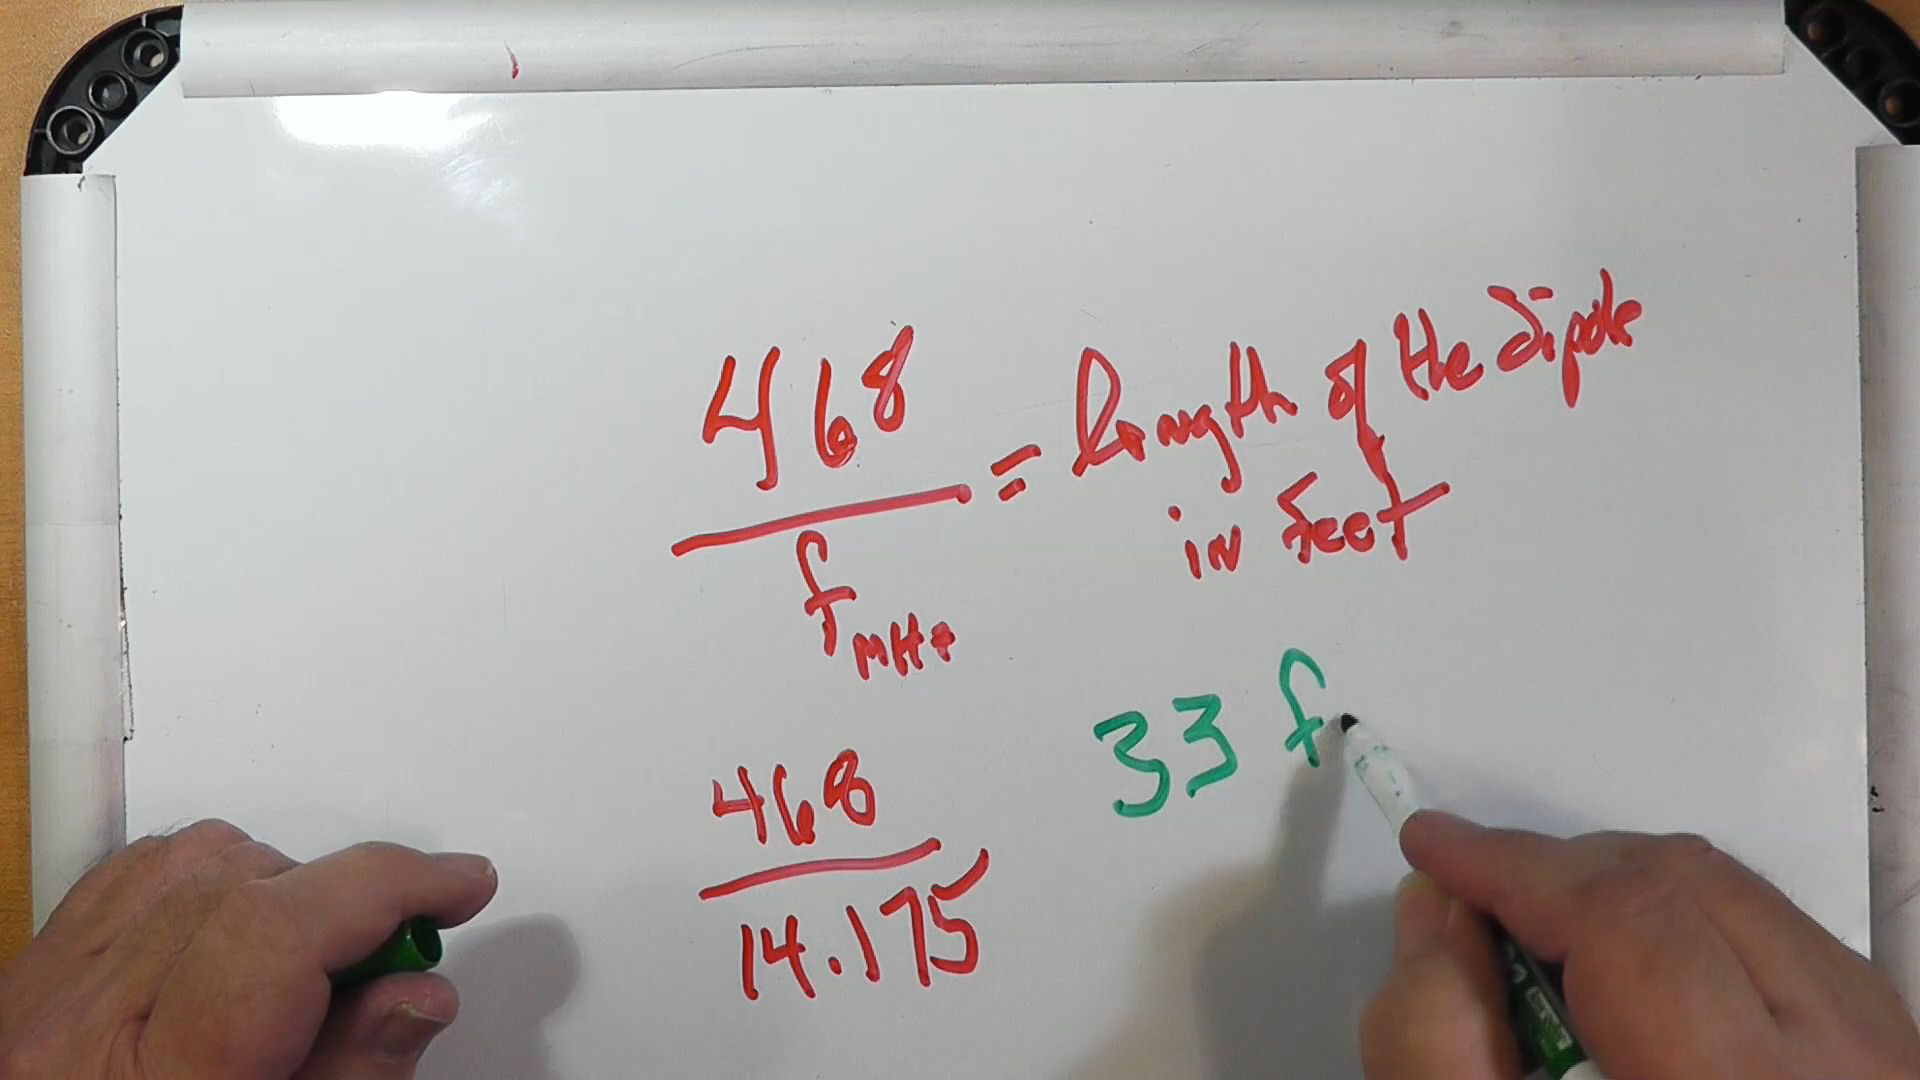 468
= length of the dipole
in feet
f MHz
33 f
468
14.175